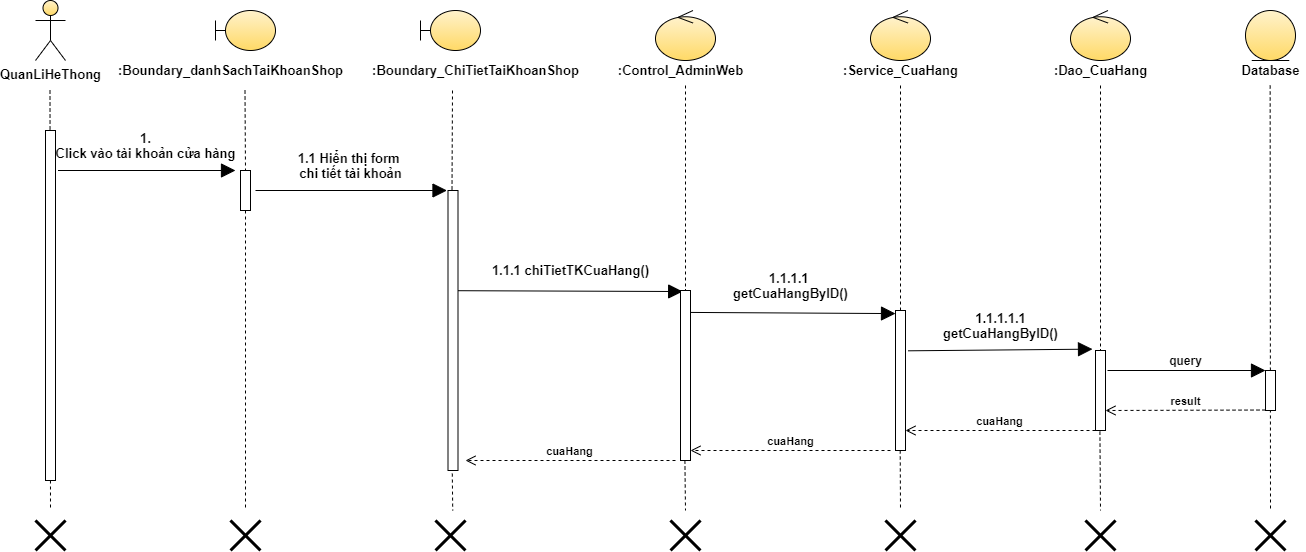 QuanLiHeThong
:Boundary_danhSachTaiKhoanShop
:Boundary_ChiTietTaiKhoanShop
:Control_AdminWeb
:Service_CuaHang
:Dao_CuaHang
Database
1.
Click vào tài khoản cửa hàng
1.1 Hiển thị form
chi tiết tài khoản
1.1.1 chiTietTKCuaHang()
1.1.1.1
getCuaHangByID()
1.1.1.1.1
getCuaHangByID()
query
result
cuaHang
cuaHang
cuaHang